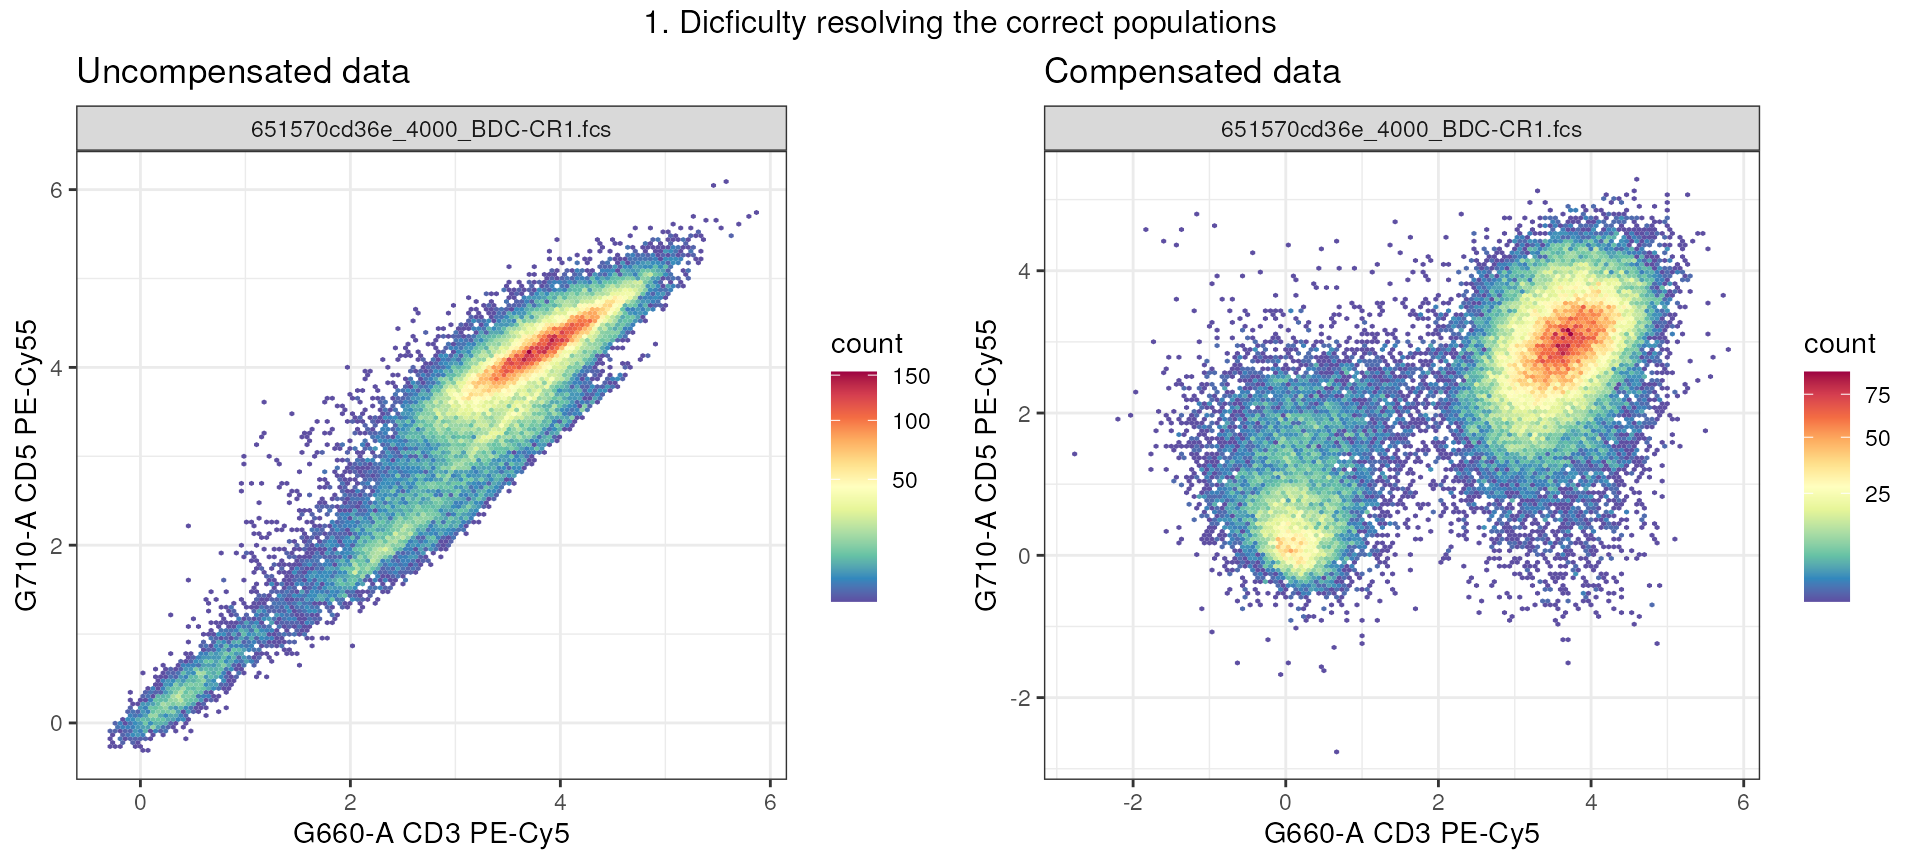 1. Dicficulty resolving the correct populations
Uncompensated data
651570cd36e_4000_BDC-CR1.fcs
6
4
2
0
0 2 4 6
G710-A CD5 PE-Cy55
G660-A CD3 PE-Cy5
count
150
100
50
Compensated data
651570cd36e_4000_BDC-CR1.fcs
4
2
0
-2
-2 0 2 4 6
G710-A CD5 PE-Cy55
G660-A CD3 PE-Cy5
count
75
50
25